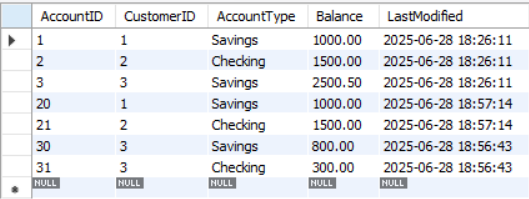 AccountID CustomerID AccountType Balance LastModified
1 1 Savings 1000.00 2025-06-28 18:26:11
2 2 Checking 1500.00 2025-06-28 18:26:11
3 3 Savings 2500.50 2025-06-28 18:26:11
20 1 Savings 1000.00 2025-06-28 18:57:14
21 2 Checking 1500.00 2025-06-28 18:57:14
30 3 Savings 800.00 2025-06-28 18:56:43
31 3 Checking 300.00 2025-06-28 18:56:43
NULL NULL NULL NULL NULL